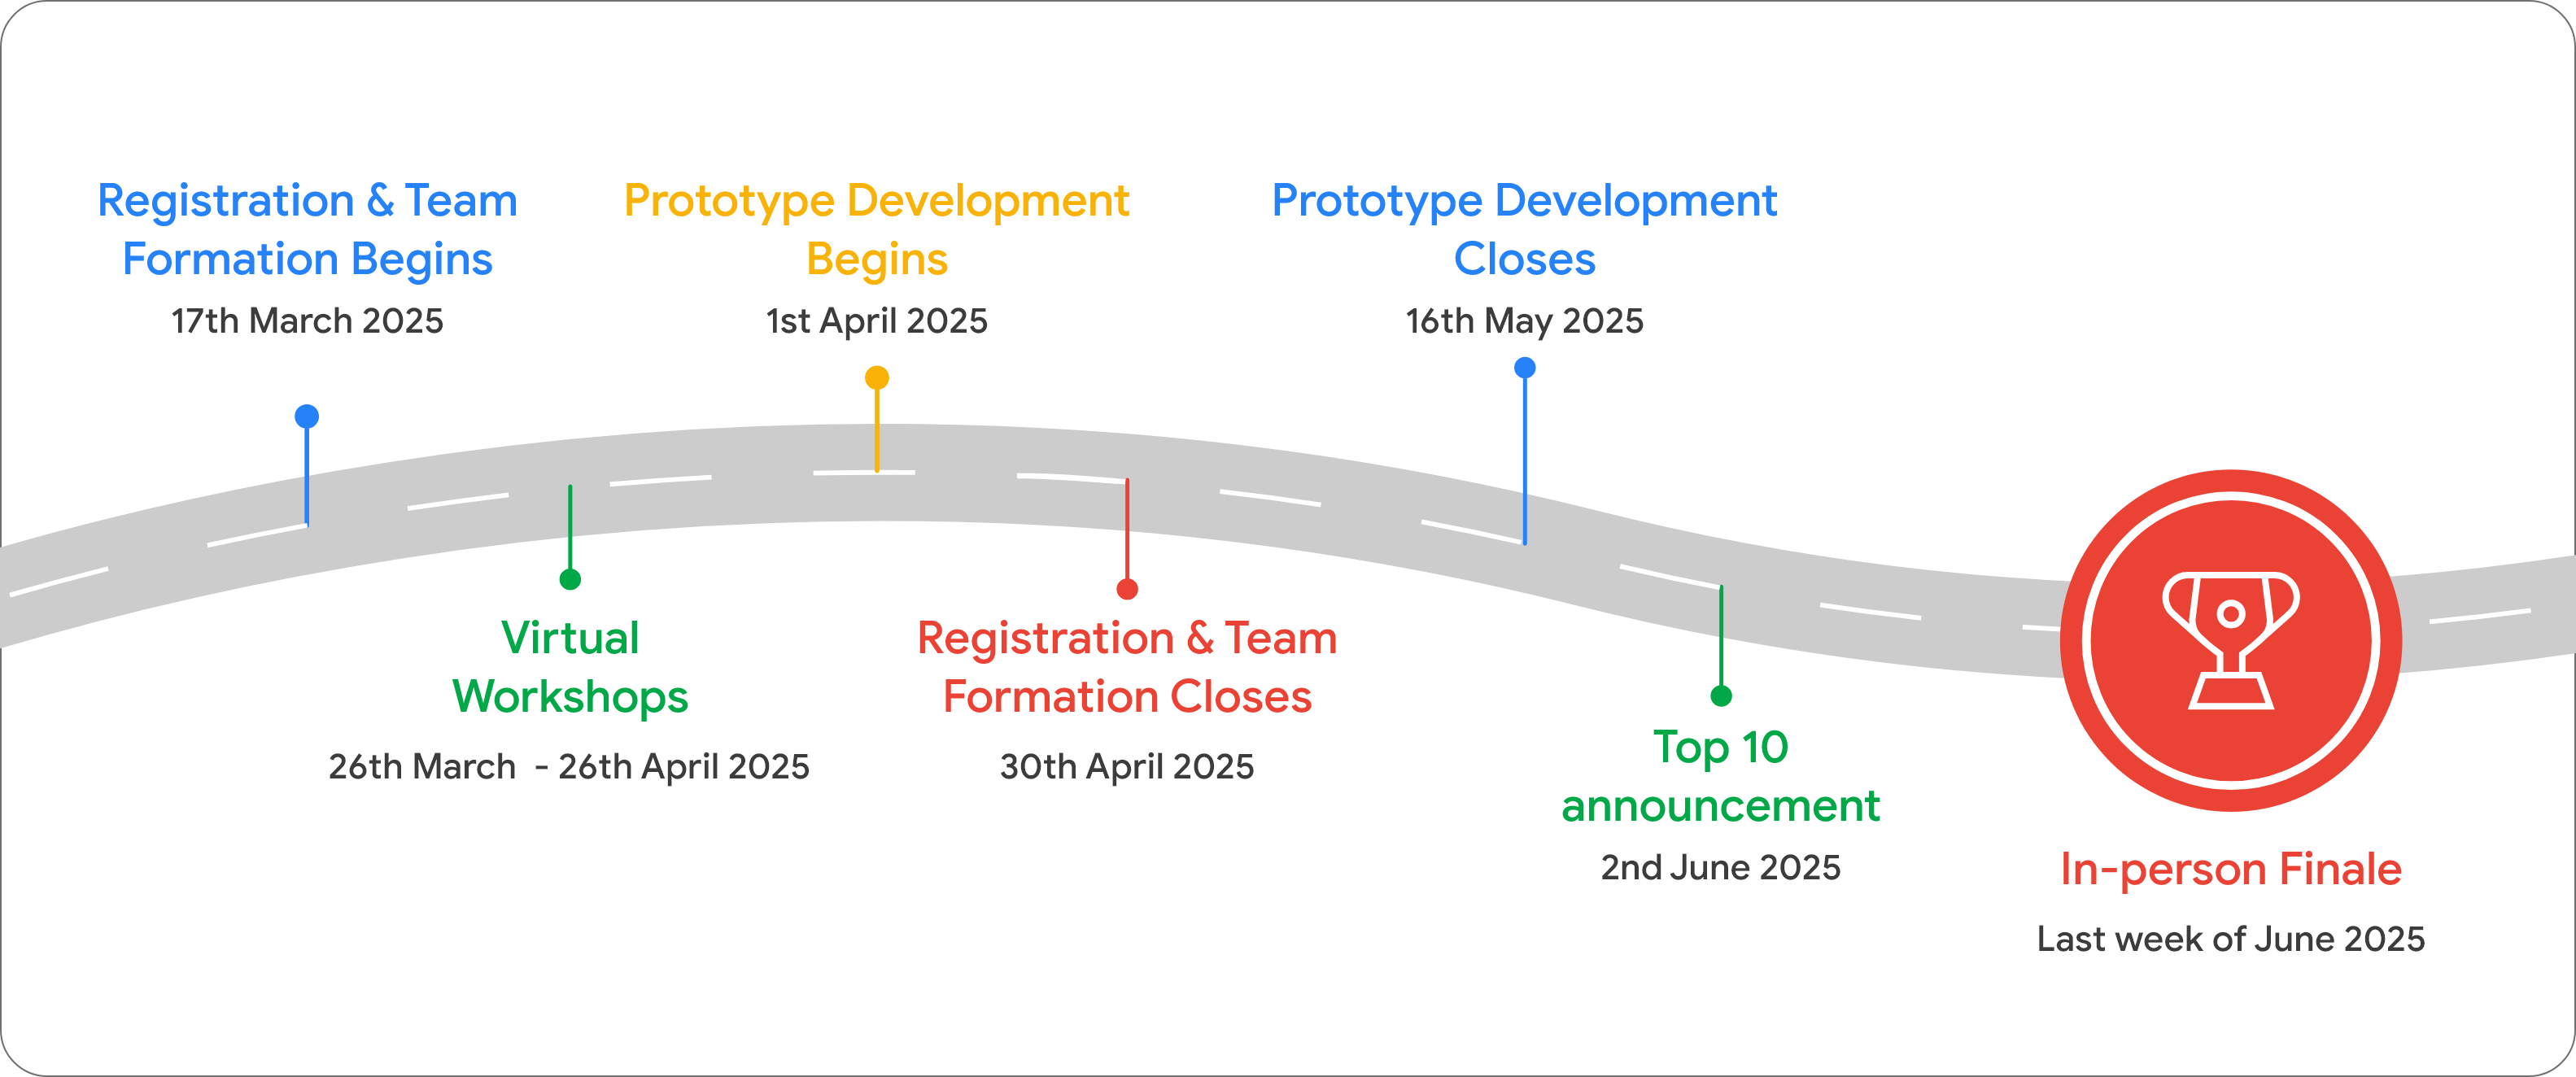 Registration & Team
Formation Begins
17th March 2025
Virtual
Workshops
26th March - 26th April 2025
Prototype Development
Begins
1st April 2025
Registration & Team
Formation Closes
30th April 2025
Prototype Development
Closes
16th May 2025
Top 10
announcement
2nd June 2025
In-person Finale
Last week of June 2025